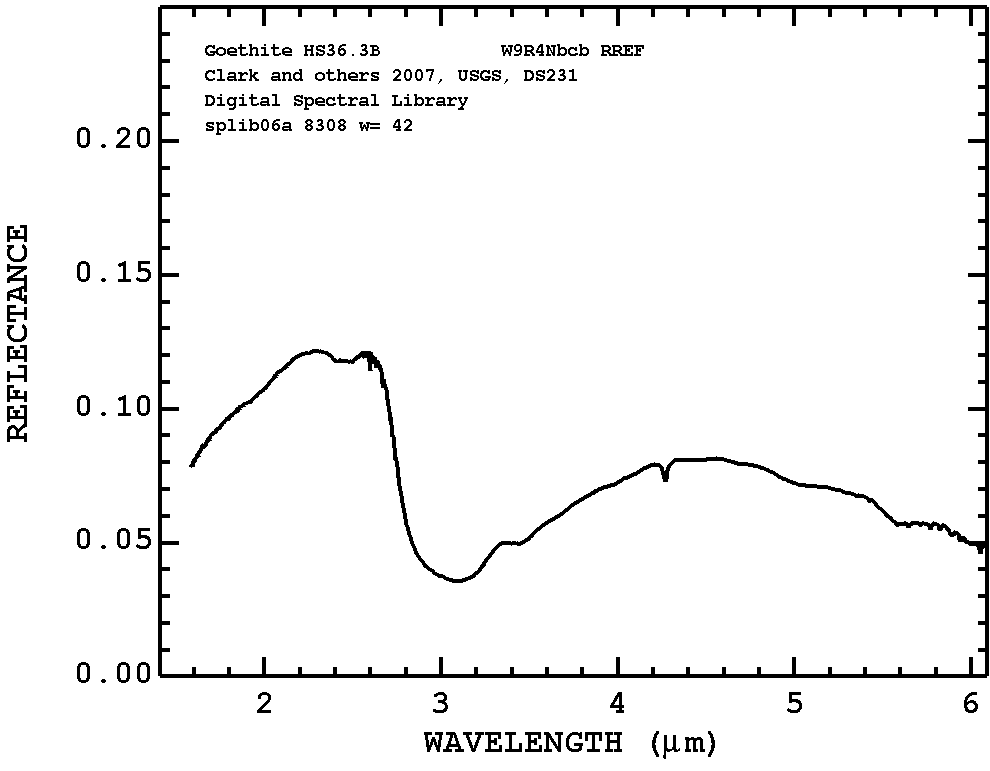 Goethite HS36.3B W9R4Nbcb RREF
Clark and others 2007, USGS, DS231
Digital Spectral Library
splib06a 8308 w= 42
REFLECTANCE
0.20
0.15
0.10
0.05
0.00
2 3 4 5 6
WAVELENGTH (μm)